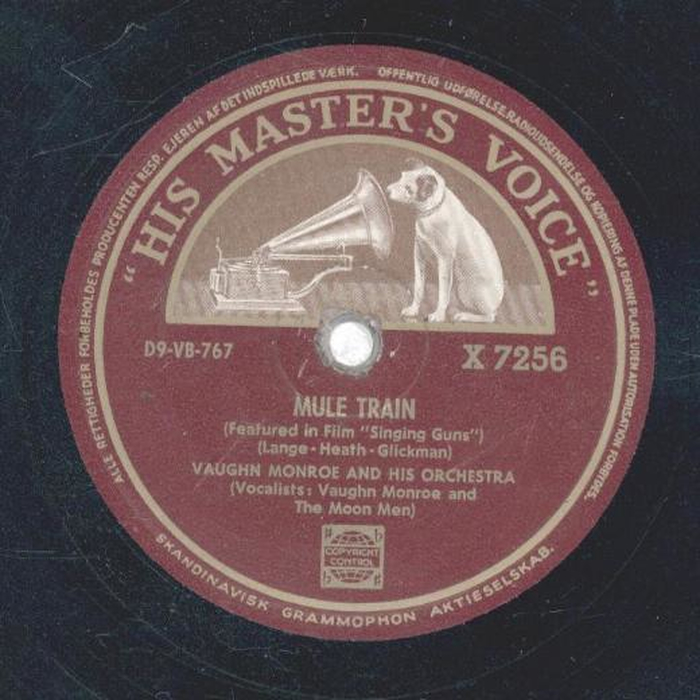 ALLE RETTIGHEDER FORBEHOLDES PRODUCENTEN RESP. EJEREN AF DET INDSPILLEDE VÆRK. OFFENTLIG UDFØRELSE, RADIOUDSENDELSE OG KOPIERING AF DENNE PLADE UDEN AUTORISATION FORBYDES.
"HIS MASTER'S VOICE"
D9-VB-767
X 7256
MULE TRAIN
(Featured in Film "Singing Guns")
(Lange - Heath - Glickman)
VAUGHN MONROE AND HIS ORCHESTRA
(Vocalists: Vaughn Monroe and
The Moon Men)
COPYRIGHT
CONTROL
SKANDINAVISK GRAMMOPHON AKTIESELSKAB.